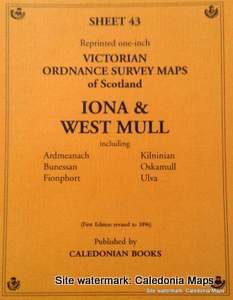 SHEET 43
Reprinted one-inch
VICTORIAN
ORDNANCE SURVEY MAPS
of Scotland
IONA &
WEST MULL
including
Ardmeanach
Bunessan
Fionphort
Kilninian
Oskamull
Ulva
(First Edition revised to 1896)
Published by
CALEDONIAN BOOKS
Site watermark: Caledonia Maps
Site watermark: Caledonia Maps